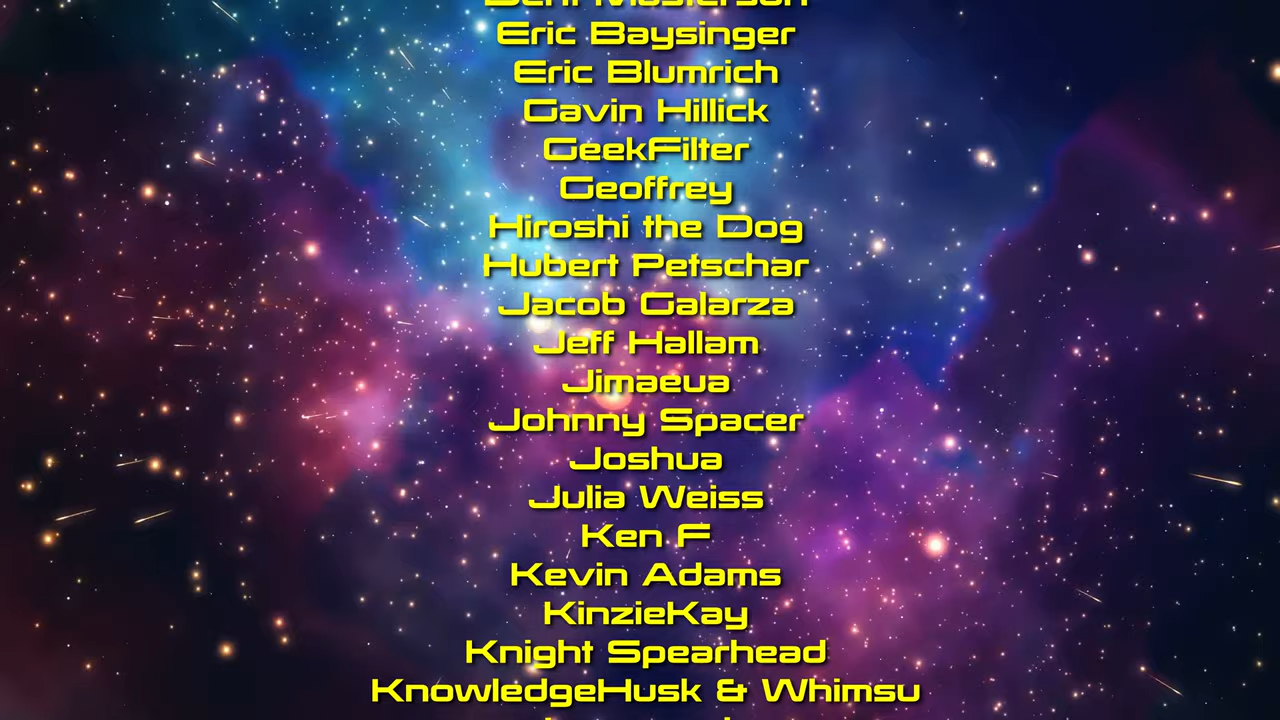 Eric Baysinger
Eric Blumrich
Gavin Hillick
GeekFilter
Geoffrey
Hiroshi the Dog
Hubert Petschar
Jacob Galarza
Jeff Hallam
Jimaeua
Johnny Spacer
Joshua
Julia Weiss
Ken F
Kevin Adams
KinzieKay
Knight Spearhead
KnowledgeHusk & Whimsu